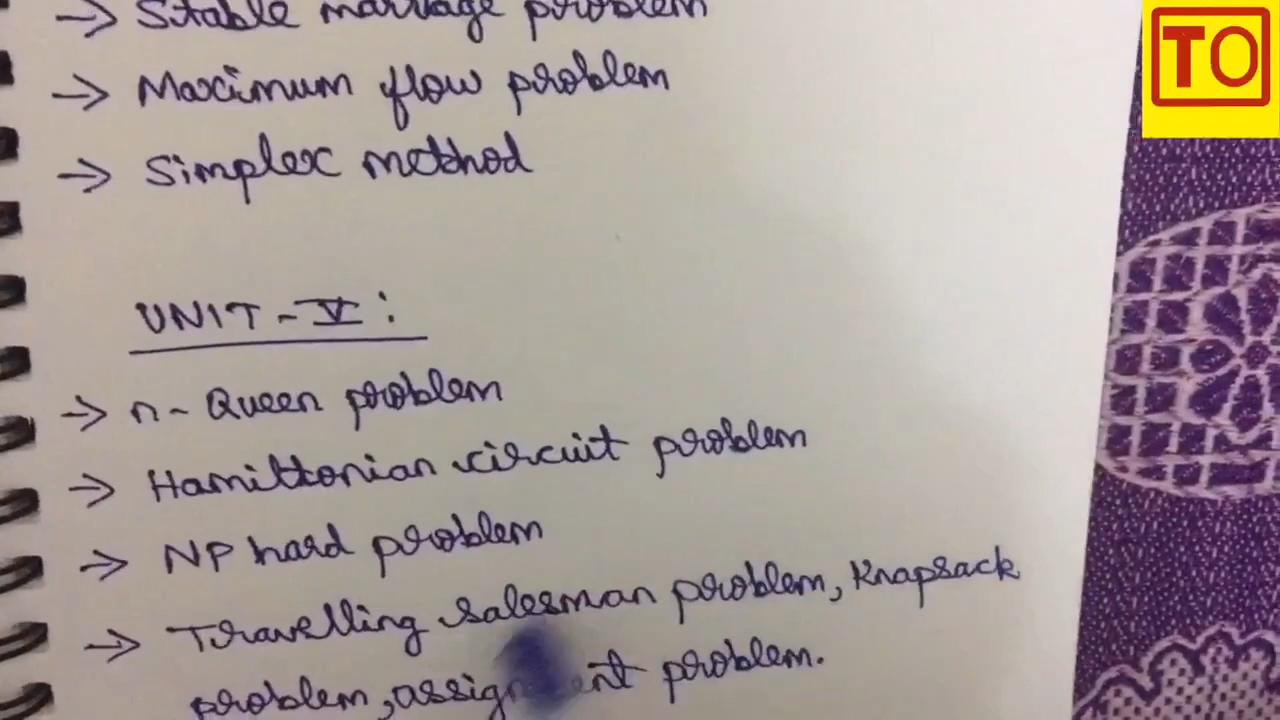 → Stable marriage problem
→ Maximum flow problem
→ Simplex method
UNIT-V:
→ n-Queen problem
→ Hamiltonian circuit problem
→ NP hard problem
→ Travelling salesman problem, Knapsack
problem, assignment problem.
TO